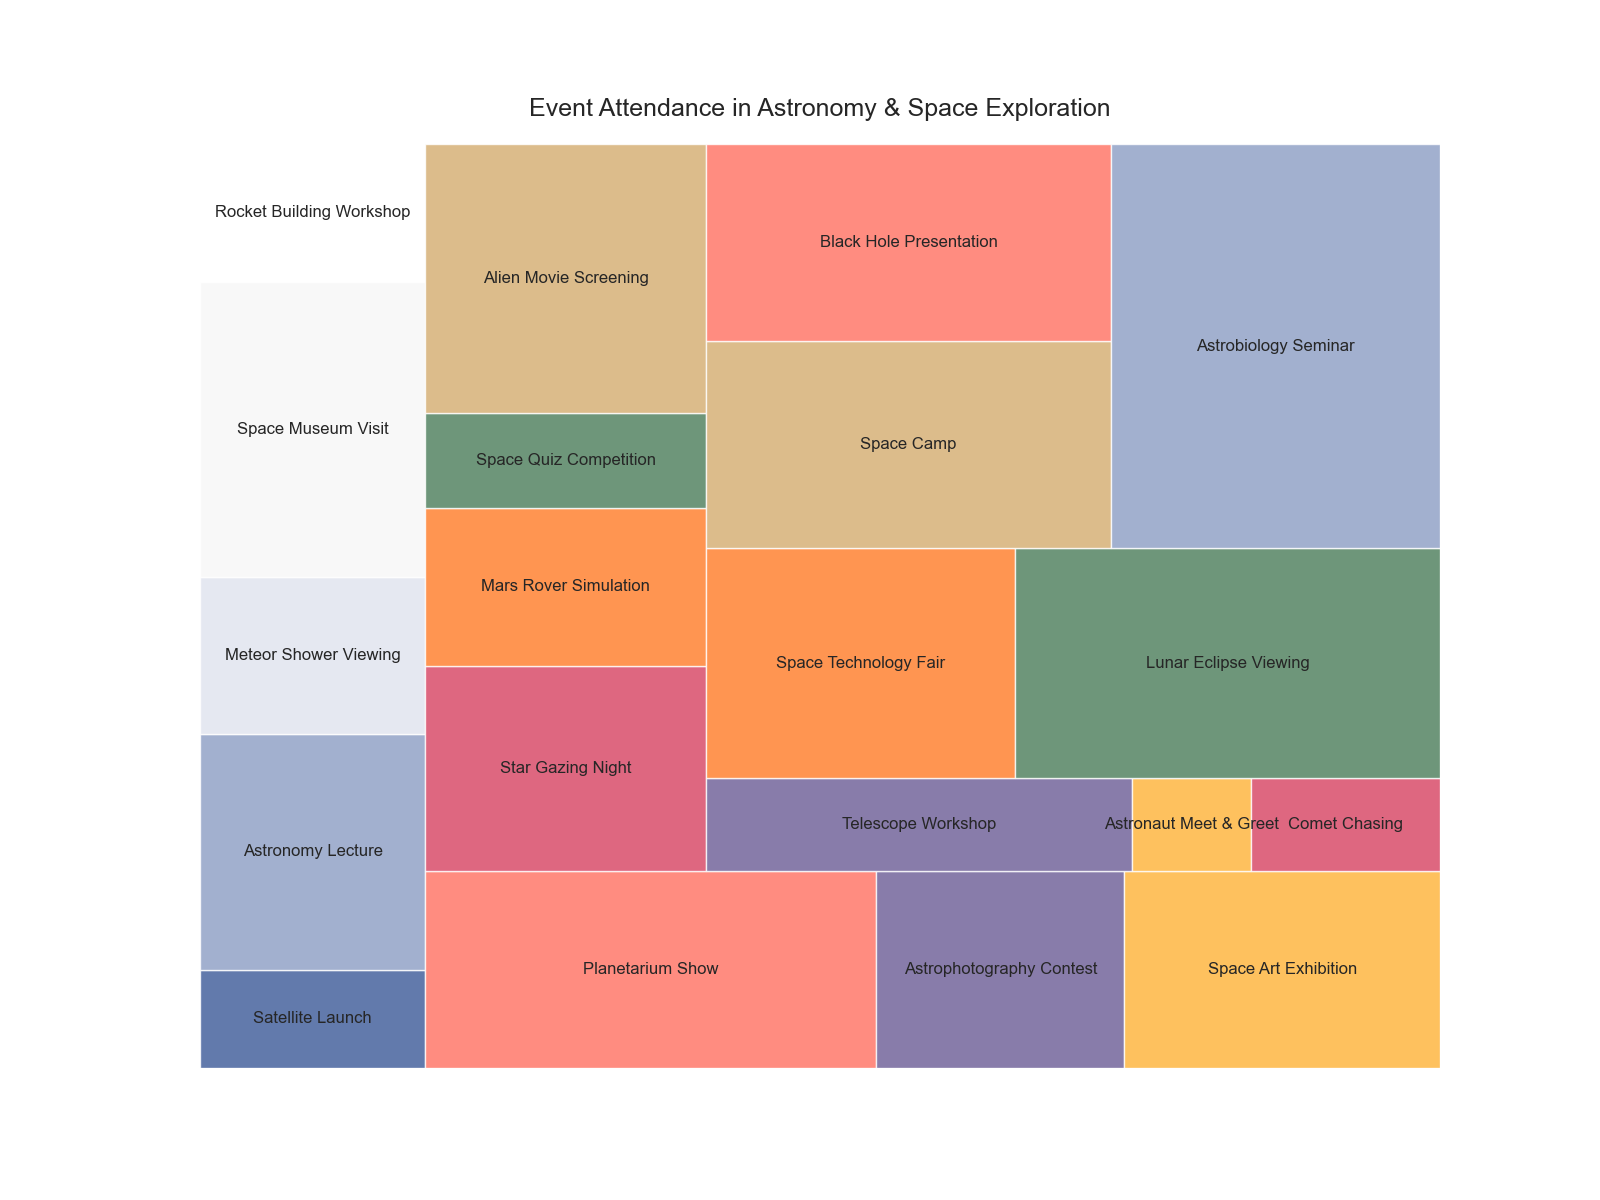 Event Attendance in Astronomy & Space Exploration
Rocket Building Workshop
Space Museum Visit
Meteor Shower Viewing
Astronomy Lecture
Satellite Launch
Alien Movie Screening
Space Quiz Competition
Mars Rover Simulation
Star Gazing Night
Black Hole Presentation
Space Camp
Astrobiology Seminar
Space Technology Fair
Lunar Eclipse Viewing
Telescope Workshop
Astronaut Meet & Greet
Comet Chasing
Planetarium Show
Astrophotography Contest
Space Art Exhibition